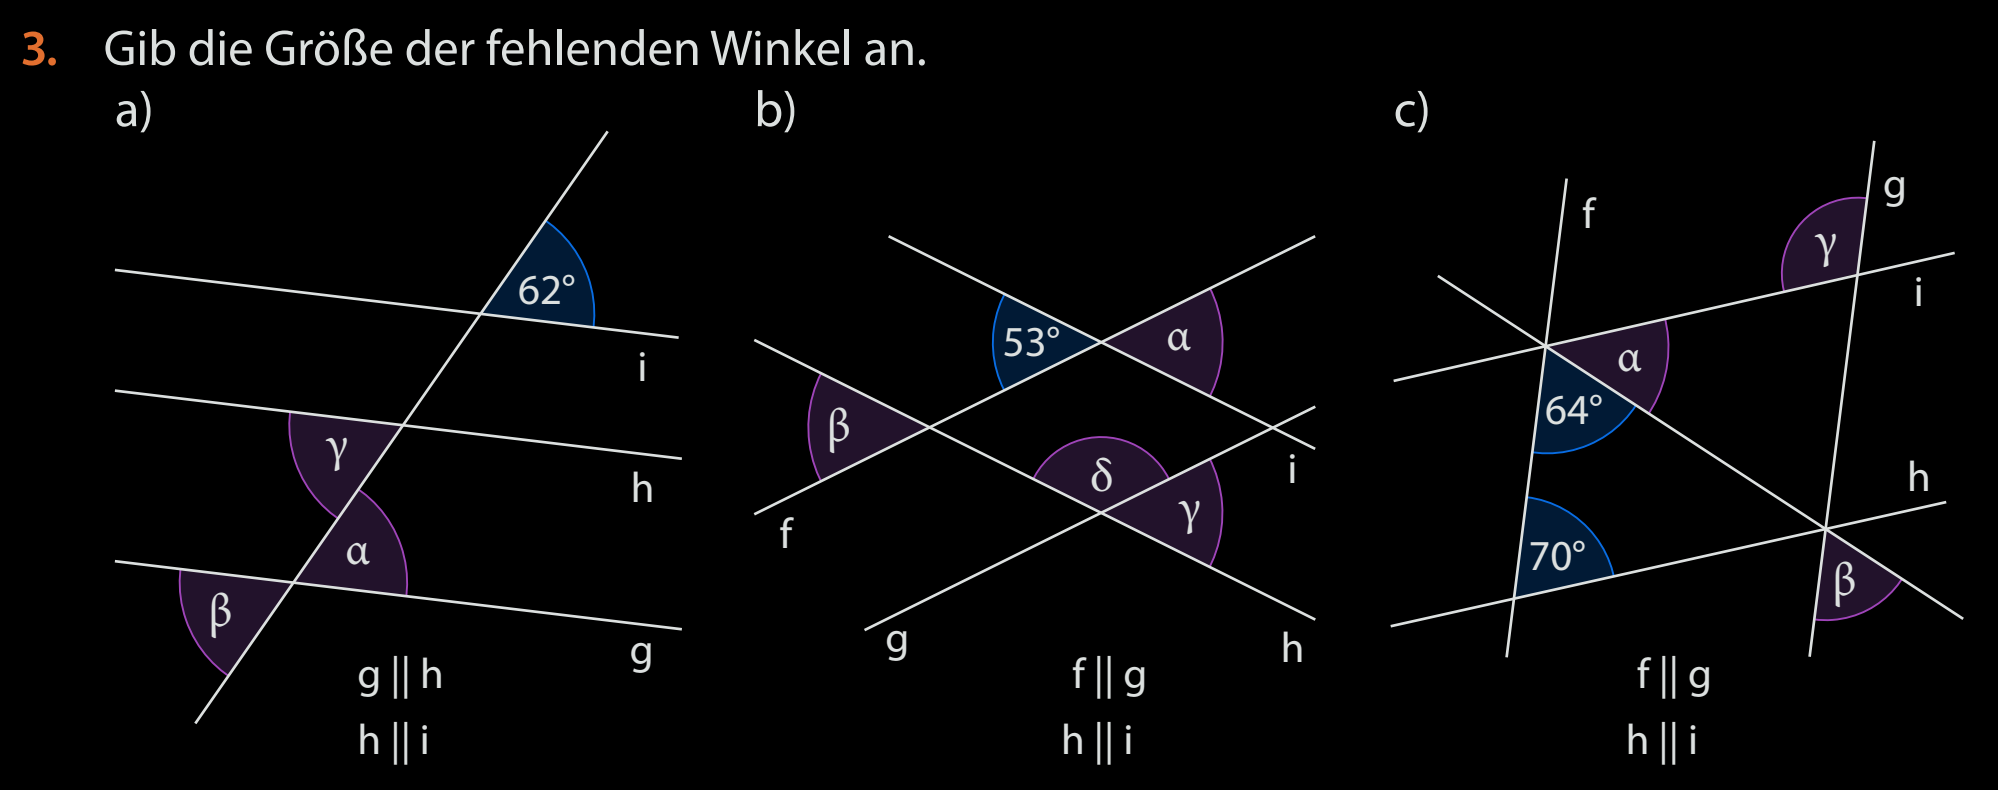 3. Gib die Größe der fehlenden Winkel an.
a)
62°
i
γ
h
α
β
g
g || h
h || i
b)
53°
α
β
δ
γ
i
f
g
h
f || g
h || i
c)
f
g
γ
i
α
64°
h
70°
β
f || g
h || i